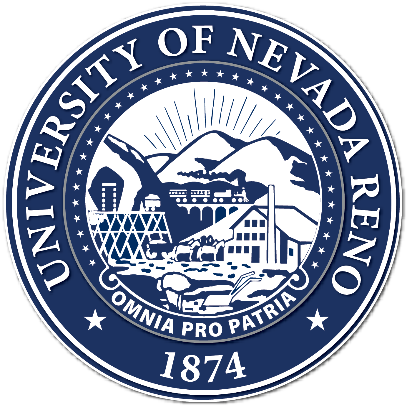 UNIVERSITY OF NEVADA RENO
OMNIA PRO PATRIA
1874